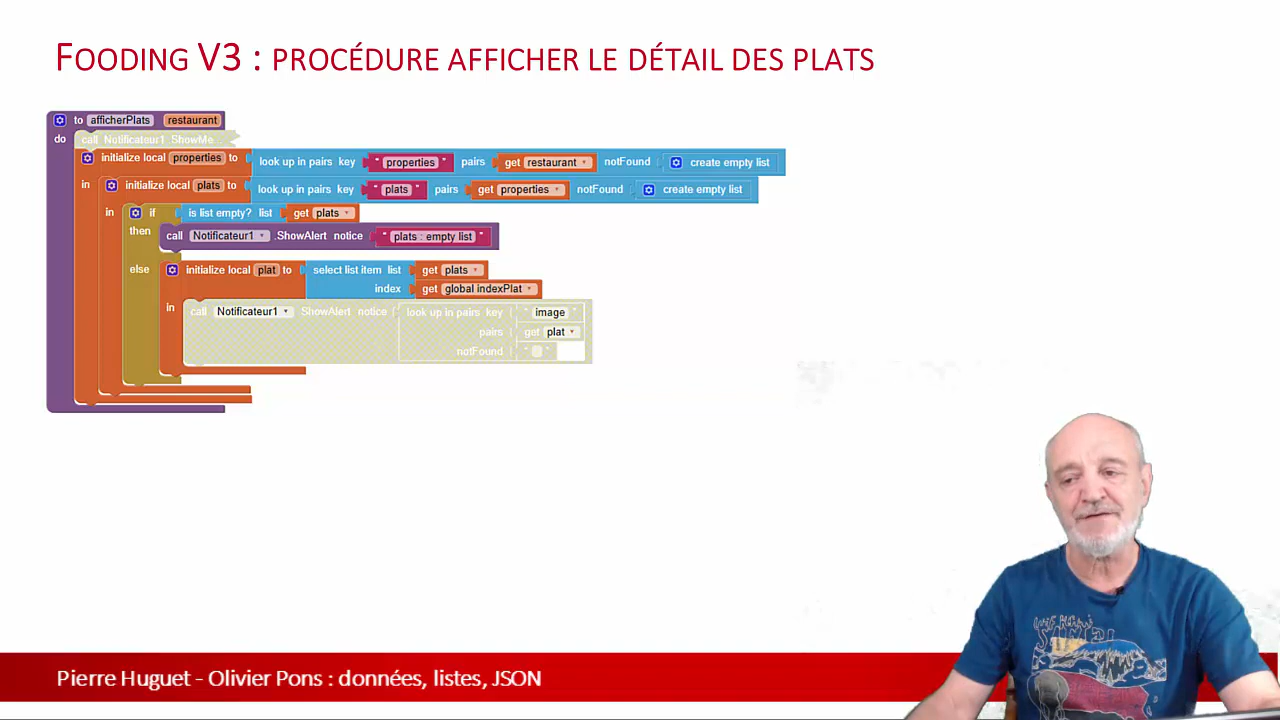 FOODING V3 : PROCÉDURE AFFICHER LE DÉTAIL DES PLATS
to afficherPlats restaurant
do call Notificateur1 .ShowMe...
initialize local properties to look up in pairs key " properties " pairs get restaurant notFound create empty list
in initialize local plats to look up in pairs key " plats " pairs get properties notFound create empty list
in if is list empty? list get plats
then call Notificateur1 .ShowAlert notice " plats : empty list "
else initialize local plat to select list item list get plats
index get global indexPlat
in call Notificateur1 .ShowAlert notice look up in pairs key " image "
pairs get plat
notFound " "
Pierre Huguet - Olivier Pons : données, listes, JSON